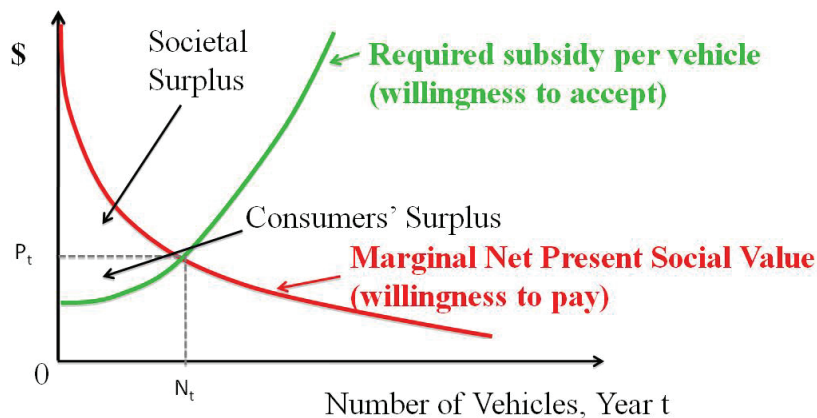 $
Societal
Surplus
Required subsidy per vehicle
(willingness to accept)
Consumers’ Surplus
Pt
Marginal Net Present Social Value
(willingness to pay)
0
Nt
Number of Vehicles, Year t